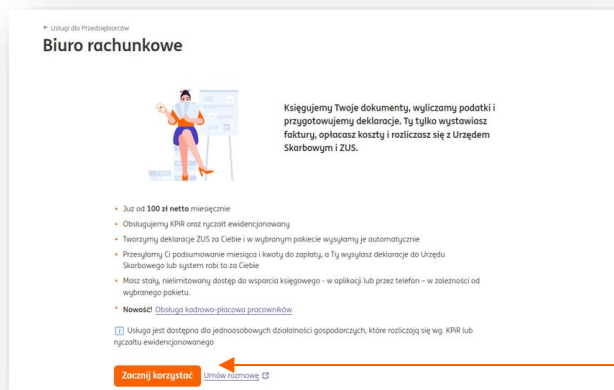 ← Usługi dla Przedsiębiorców
Biuro rachunkowe
Księgujemy Twoje dokumenty, wyliczamy podatki i
przygotowujemy deklaracje. Ty tylko wystawiasz
faktury, opłacasz koszty i rozliczasz się z Urzędem
Skarbowym i ZUS.
• Już od 100 zł netto miesięcznie
• Obsługujemy KPiR oraz ryczałt ewidencjonowany
• Tworzymy deklaracje ZUS za Ciebie i w wybranym pakiecie wysyłamy je automatycznie
• Przesyłamy Ci podsumowanie miesiąca i kwoty do zapłaty, a Ty wysyłasz deklaracje do Urzędu
Skarbowego lub system robi to za Ciebie
• Masz stały, nielimitowany dostęp do wsparcia księgowego - w aplikacji lub przez telefon – w zależności od
wybranego pakietu.
• Nowość! Obsługa kadrowo-płacowa pracowników
i Usługa jest dostępna dla jednoosobowych działalności gospodarczych, które rozliczają się wg. KPiR lub
ryczałtu ewidencjonowanego
Zacznij korzystać Umów rozmowę